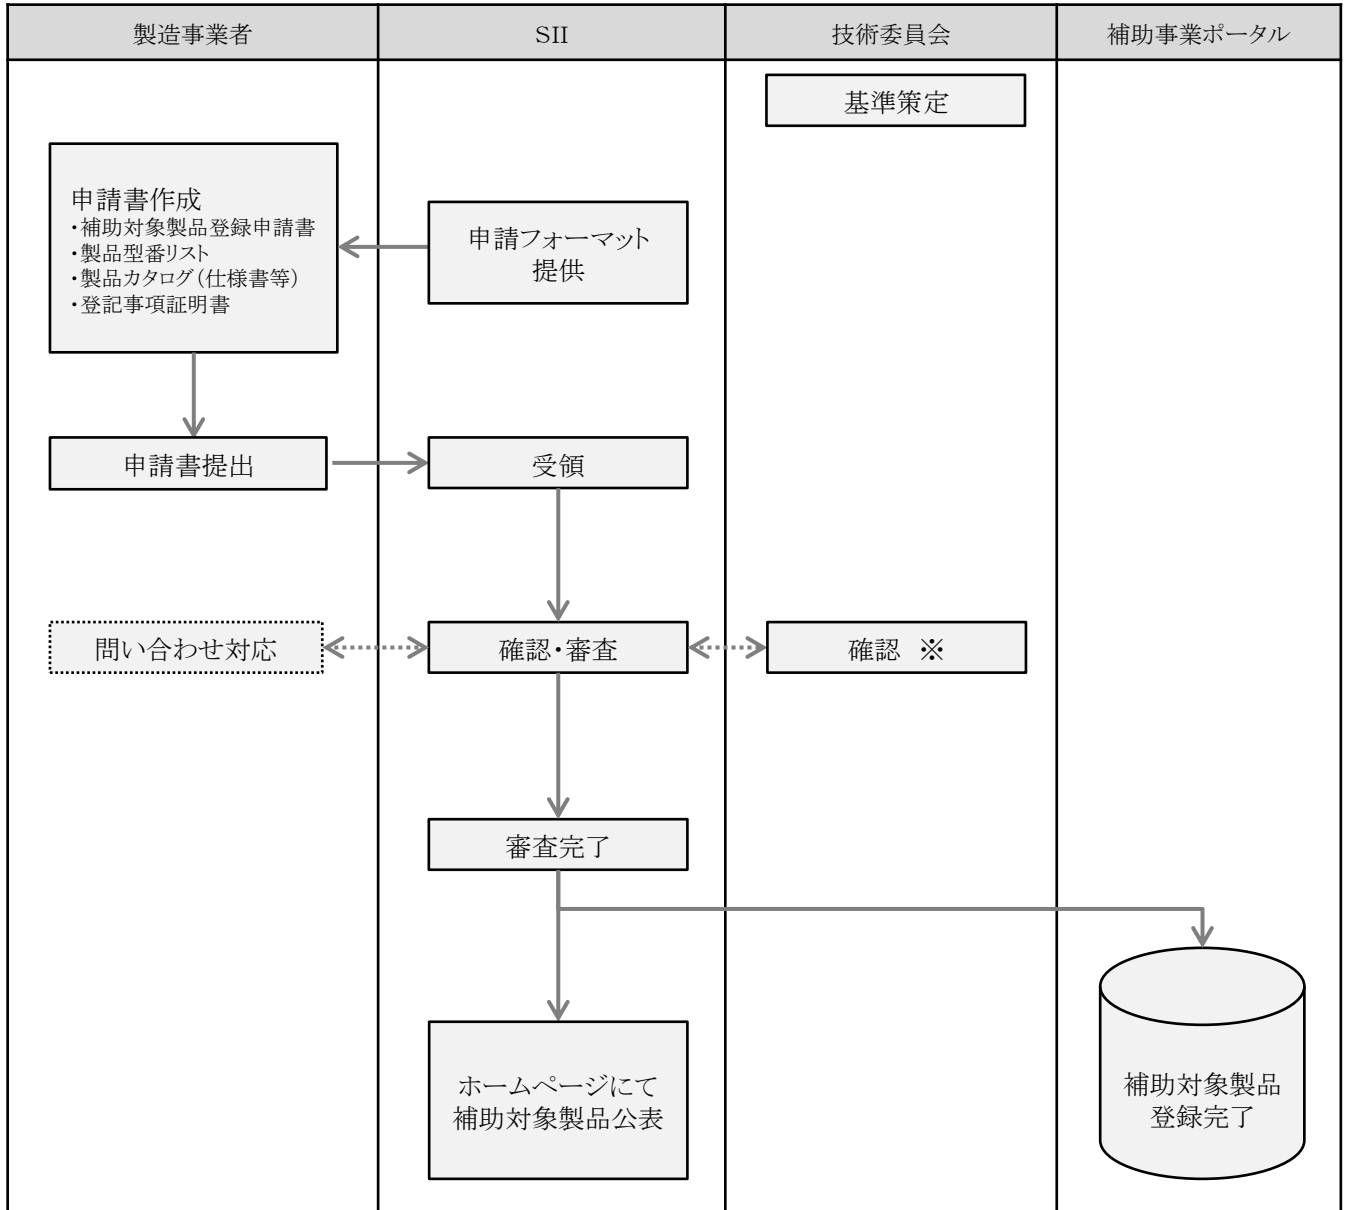 製造事業者
SII
技術委員会
補助事業ポータル
基準策定
申請書作成
・補助対象製品登録申請書
・製品型番リスト
・製品カタログ（仕様書等）
・登記事項証明書
申請フォーマット
提供
申請書提出
受領
問い合わせ対応
確認・審査
確認　※
審査完了
ホームページにて
補助対象製品公表
補助対象製品
登録完了